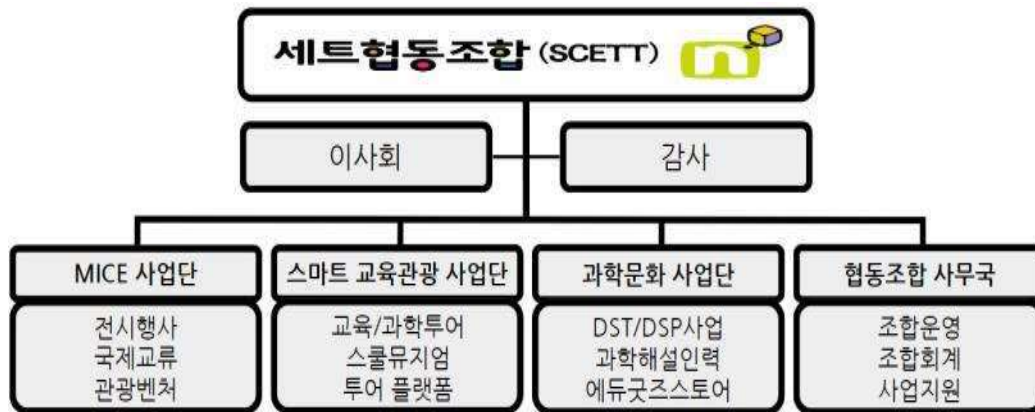 세트협동조합 (SCETT) n
이사회
감사
MICE 사업단
전시행사
국제교류
관광벤처
스마트 교육관광 사업단
교육/과학투어
스쿨뮤지엄
투어 플랫폼
과학문화 사업단
DST/DSP사업
과학해설인력
에듀굿즈스토어
협동조합 사무국
조합운영
조합회계
사업지원